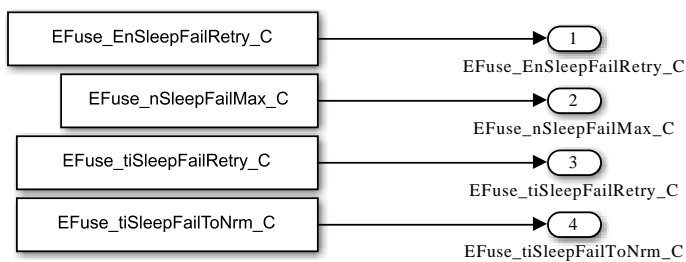 EFuse_EnSleepFailRetry_C
1
EFuse_EnSleepFailRetry_C
EFuse_nSleepFailMax_C
2
EFuse_nSleepFailMax_C
EFuse_tiSleepFailRetry_C
3
EFuse_tiSleepFailRetry_C
EFuse_tiSleepFailToNrm_C
4
EFuse_tiSleepFailToNrm_C